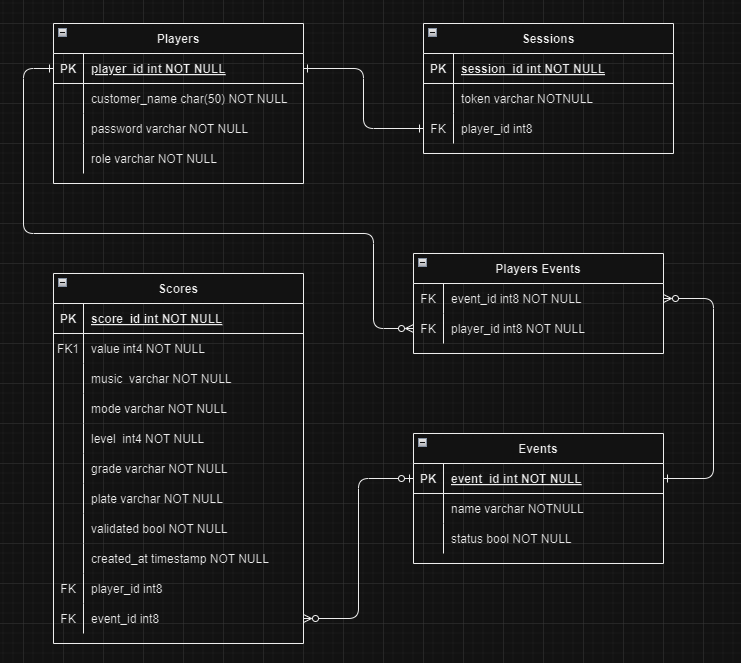 Players
PK player_id int NOT NULL
customer_name char(50) NOT NULL
password varchar NOT NULL
role varchar NOT NULL
Sessions
PK session_id int NOT NULL
token varchar NOTNULL
FK player_id int8
Players Events
FK event_id int8 NOT NULL
FK player_id int8 NOT NULL
Scores
PK score_id int NOT NULL
FK1 value int4 NOT NULL
music  varchar NOT NULL
mode varchar NOT NULL
level  int4 NOT NULL
grade varchar NOT NULL
plate varchar NOT NULL
validated bool NOT NULL
created_at timestamp NOT NULL
FK player_id int8
FK event_id int8
Events
PK event_id int NOT NULL
name varchar NOTNULL
status bool NOT NULL